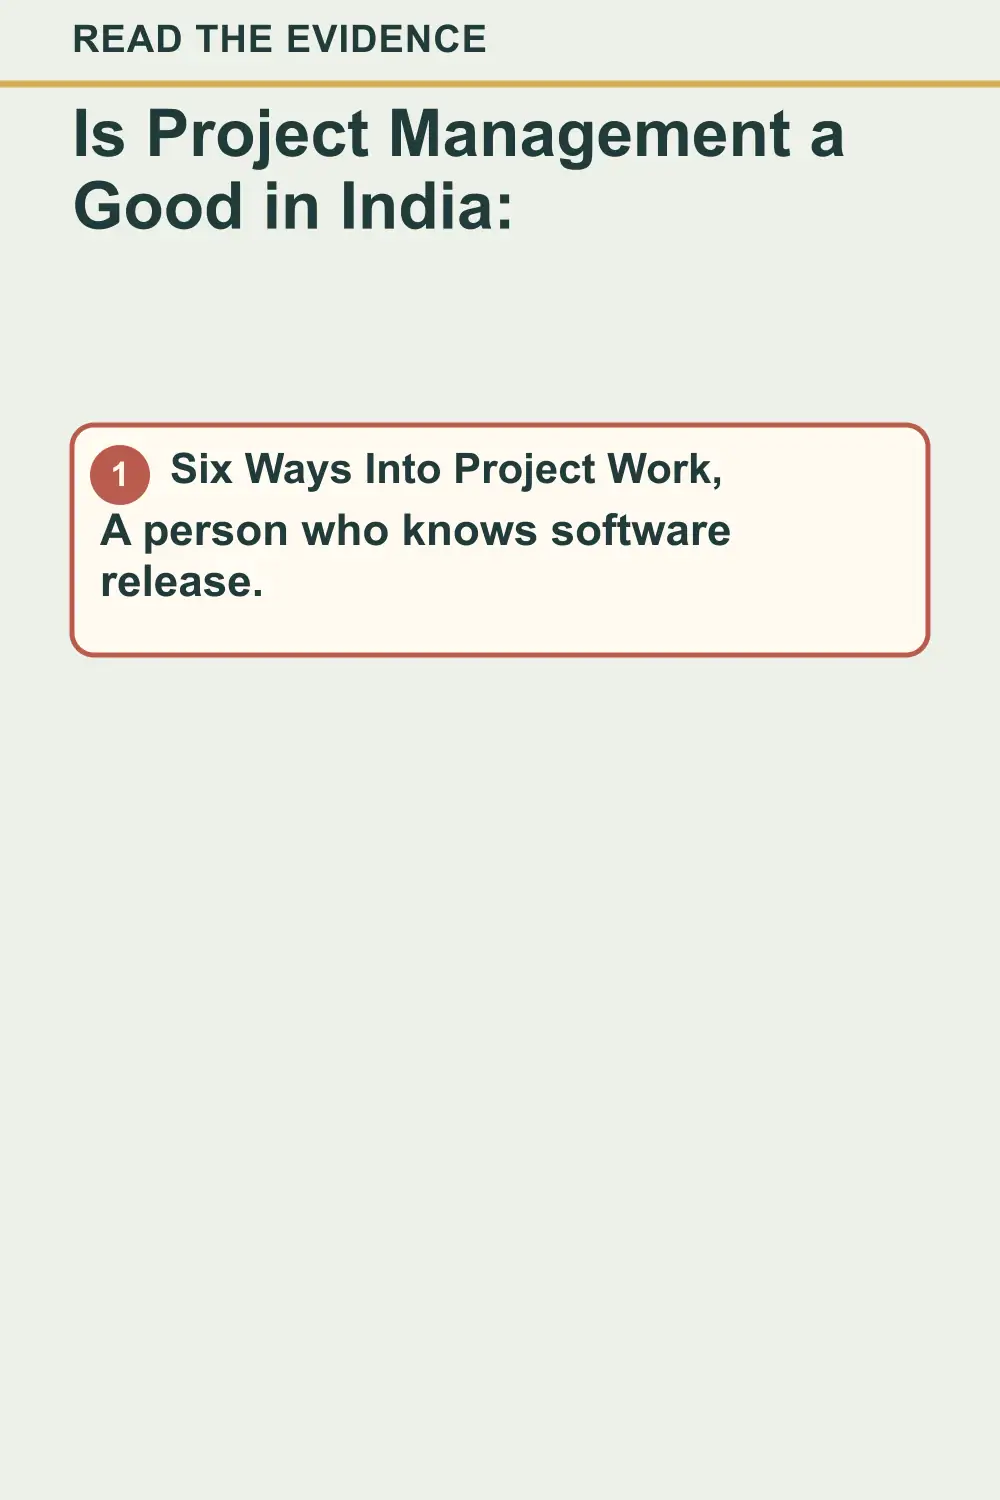 READ THE EVIDENCE
Is Project Management a
Good in India:
1 Six Ways Into Project Work,
A person who knows software
release.